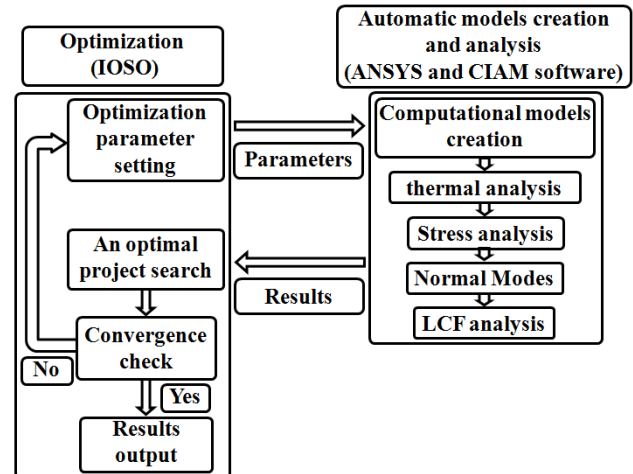 Optimization
(IOSO)
Automatic models creation
and analysis
(ANSYS and CIAM software)
Optimization
parameter
setting
Parameters
Computational models
creation
thermal analysis
Stress analysis
Normal Modes
LCF analysis
An optimal
project search
Results
Convergence
check
No
Yes
Results
output